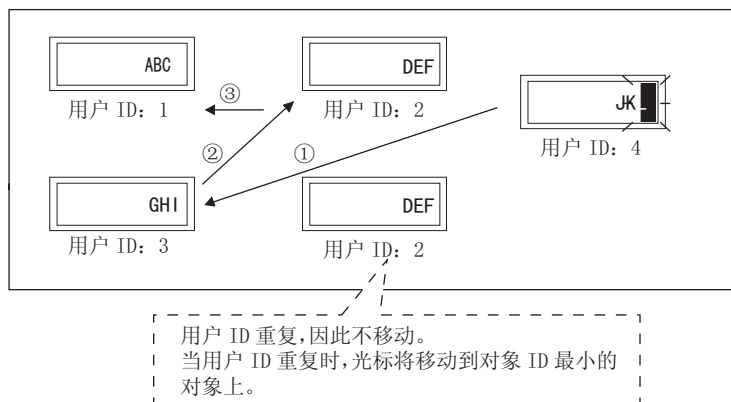 ABC
DEF
JK
用户 ID: 1
③
用户 ID: 2
用户 ID: 4
②
①
GHI
DEF
用户 ID: 3
用户 ID: 2
用户 ID 重复,因此不移动。
当用户 ID 重复时,光标将移动到对象 ID 最小的
对象上。